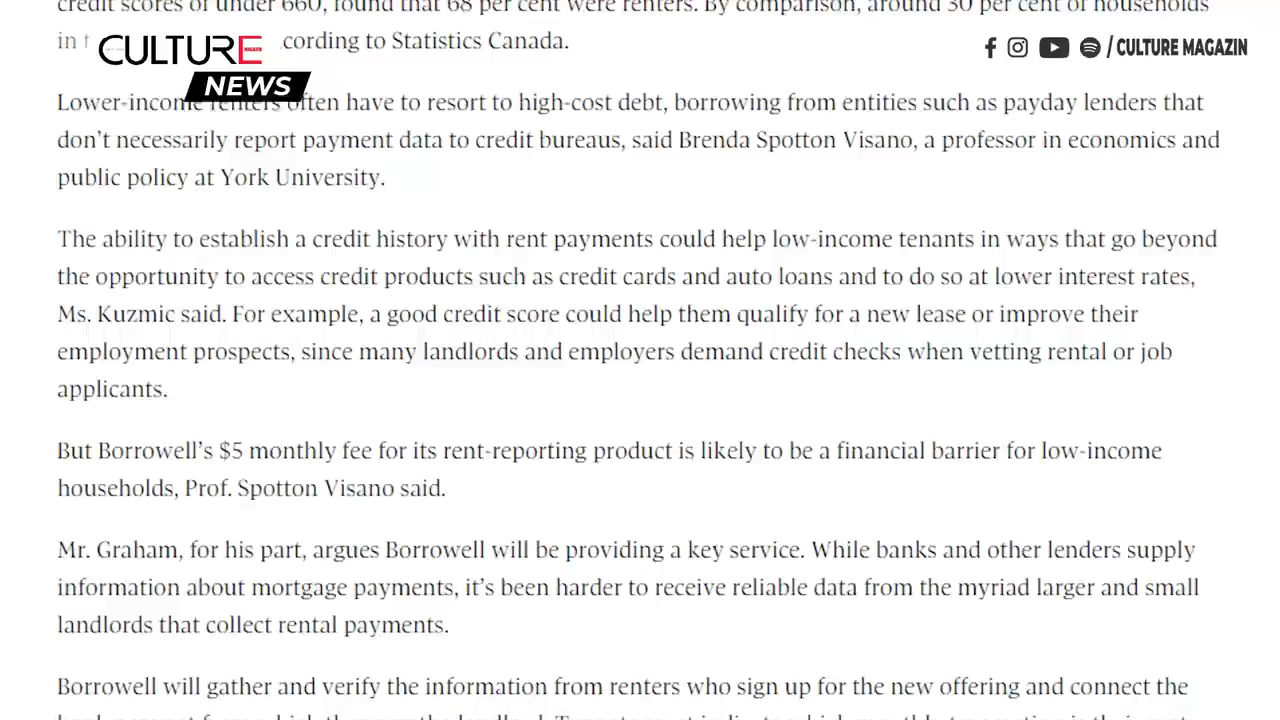 credit scores of under 660, found that 68 per cent were renters. By comparison, around 30 per cent of households
in cording to Statistics Canada.
CULTURE
NEWS
/ CULTURE MAGAZIN
Lower-income renters often have to resort to high-cost debt, borrowing from entities such as payday lenders that
don’t necessarily report payment data to credit bureaus, said Brenda Spotton Visano, a professor in economics and
public policy at York University.
The ability to establish a credit history with rent payments could help low-income tenants in ways that go beyond
the opportunity to access credit products such as credit cards and auto loans and to do so at lower interest rates,
Ms. Kuzmic said. For example, a good credit score could help them qualify for a new lease or improve their
employment prospects, since many landlords and employers demand credit checks when vetting rental or job
applicants.
But Borrowell’s $5 monthly fee for its rent-reporting product is likely to be a financial barrier for low-income
households, Prof. Spotton Visano said.
Mr. Graham, for his part, argues Borrowell will be providing a key service. While banks and other lenders supply
information about mortgage payments, it’s been harder to receive reliable data from the myriad larger and small
landlords that collect rental payments.
Borrowell will gather and verify the information from renters who sign up for the new offering and connect the